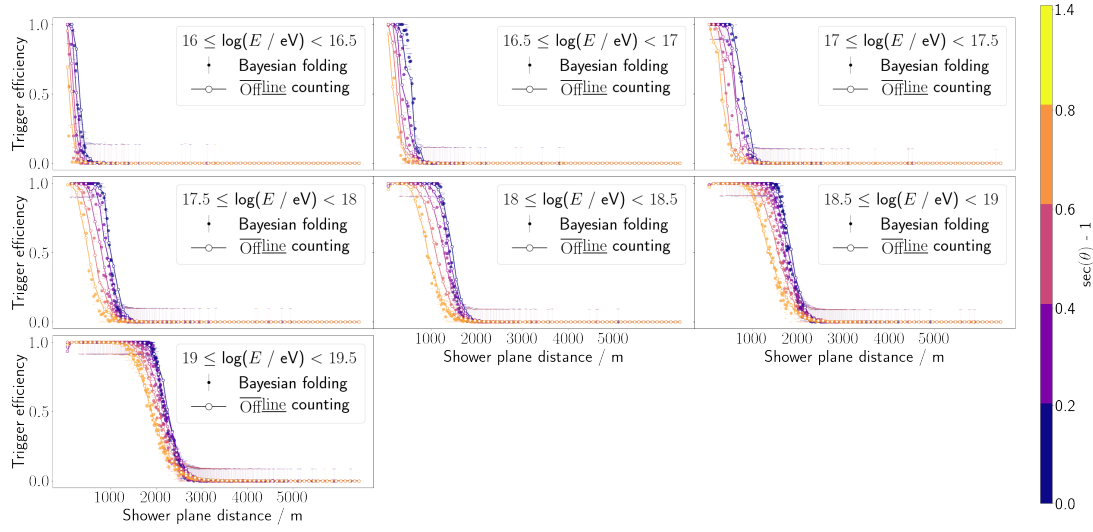 1.0 16 ≤ log(E / eV) < 16.5 16.5 ≤ log(E / eV) < 17 17 ≤ log(E / eV) < 17.5 1.4
Bayesian folding Bayesian folding Bayesian folding
0.5 Offline counting Offline counting Offline counting
Trigger efficiency
0.0
0.8
1.0 17.5 ≤ log(E / eV) < 18 18 ≤ log(E / eV) < 18.5 18.5 ≤ log(E / eV) < 19
0.6
Bayesian folding Bayesian folding Bayesian folding
0.5 Offline counting Offline counting Offline counting
Trigger efficiency
sec(θ) - 1
0.4
0.0
1000 2000 3000 4000 5000 1000 2000 3000 4000 5000
Shower plane distance / m Shower plane distance / m
1.0 19 ≤ log(E / eV) < 19.5
Bayesian folding
0.5 Offline counting
Trigger efficiency
0.2
0.0
1000 2000 3000 4000 5000
0.0
Shower plane distance / m